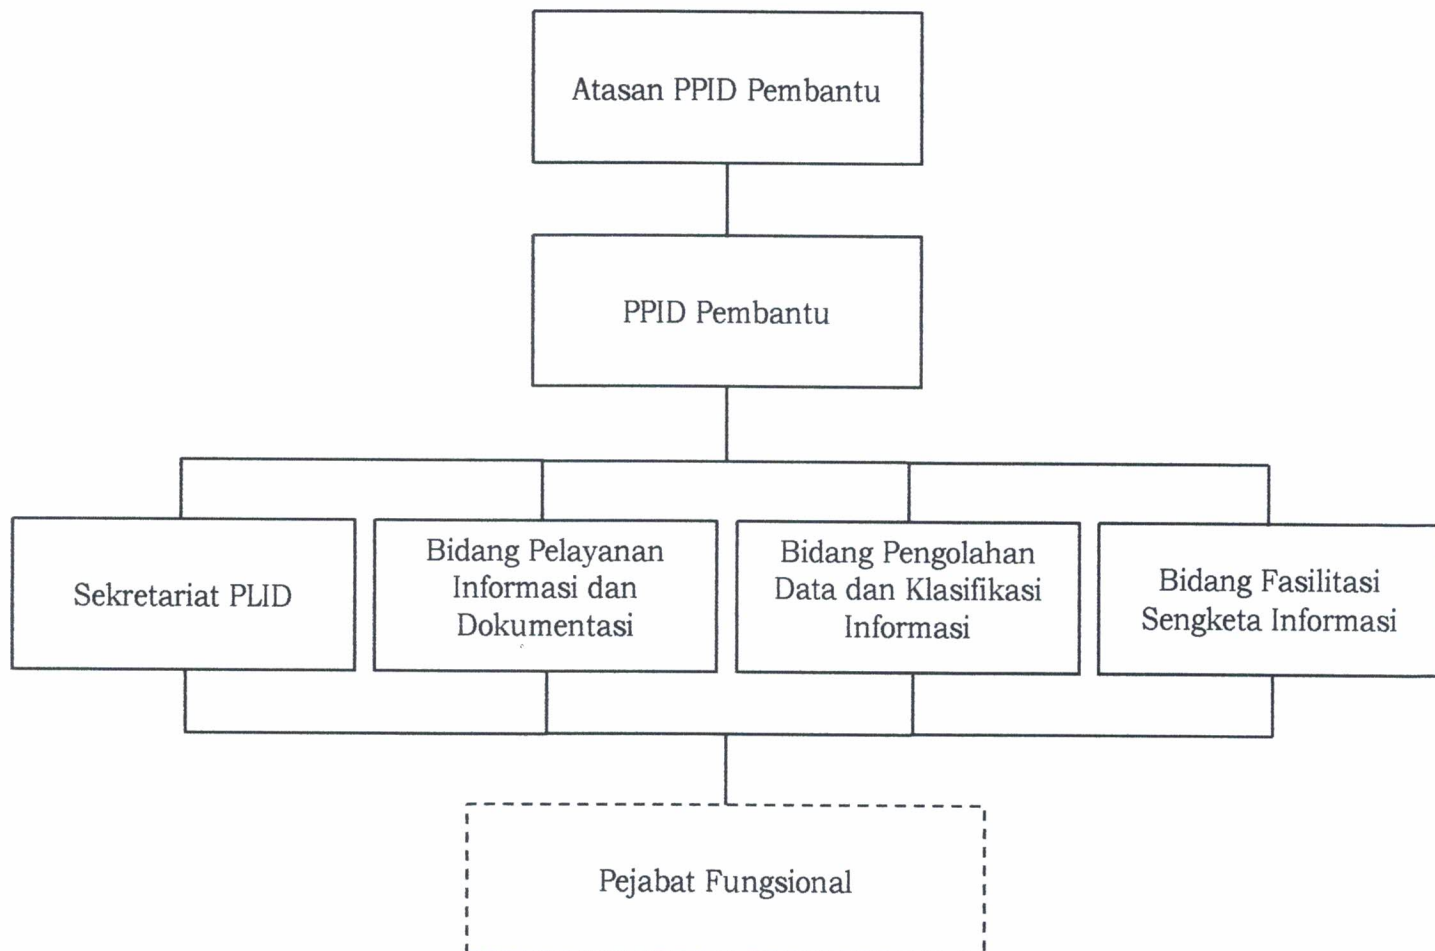 Atasan PPID Pembantu
PPID Pembantu
Sekretariat PLID
Bidang Pelayanan
Informasi dan
Dokumentasi
Bidang Pengolahan
Data dan Klasifikasi
Informasi
Bidang Fasilitasi
Sengketa Informasi
Pejabat Fungsional